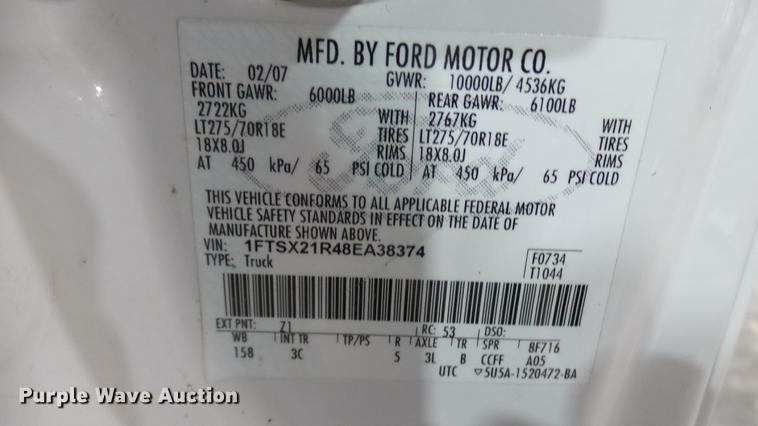 MFD. BY FORD MOTOR CO.
DATE: 02/07 GVWR: 10000LB/ 4536KG
FRONT GAWR: 6000LB REAR GAWR: 6100LB
2722KG WITH 2767KG WITH
LT275/70R18E TIRES LT275/70R18E TIRES
18X8.0J RIMS 18X8.0J RIMS
AT 450 kPa/ 65 PSI COLD AT 450 kPa/ 65 PSI COLD
Ford
THIS VEHICLE CONFORMS TO ALL APPLICABLE FEDERAL MOTOR
VEHICLE SAFETY STANDARDS IN EFFECT ON THE DATE OF
MANUFACTURE SHOWN ABOVE.
VIN: 1FTSX21R48EA38374
TYPE: Truck
F0734
T1044
EXT PNT: Z1 RC: 53 DSO:
WB INT TR TP/PS R AXLE TR SPR 8F716
158 3C 5 3L B CCFF A05
UTC ▽5U5A-1520472-BA
Purple Wave Auction